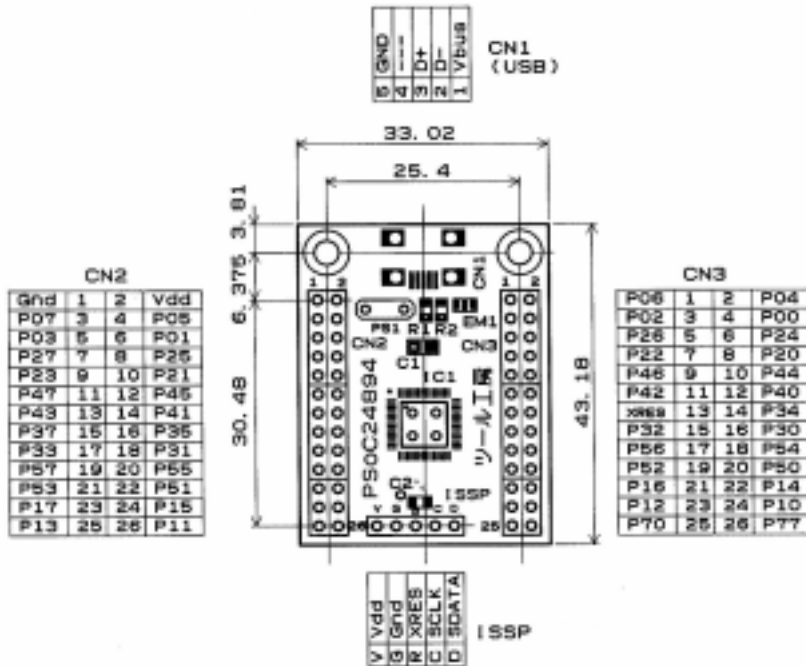 5 GND
4 ---
3 D+
2 D-
1 Vbus
CN1
(USB)
33.02
25.4
3.81
6.375
30.48
43.18
1 2
1 2
CN1
PS1
R1 R2
EM1
CN2
CN3
C1
IC1
PSoC24894
ツール工房
C2
ISSP
26
25
CN2
Gnd 1 2 Vdd
P07 3 4 P05
P03 5 6 P01
P27 7 8 P25
P23 9 10 P21
P47 11 12 P45
P43 13 14 P41
P37 15 16 P35
P33 17 18 P31
P57 19 20 P55
P53 21 22 P51
P17 23 24 P15
P13 25 26 P11
CN3
P06 1 2 P04
P02 3 4 P00
P26 5 6 P24
P22 7 8 P20
P46 9 10 P44
P42 11 12 P40
XRES 13 14 P34
P32 15 16 P30
P56 17 18 P54
P52 19 20 P50
P16 21 22 P14
P12 23 24 P10
P70 25 26 P77
V Vdd
G Gnd
R XRES
C SCLK
D SDATA
ISSP